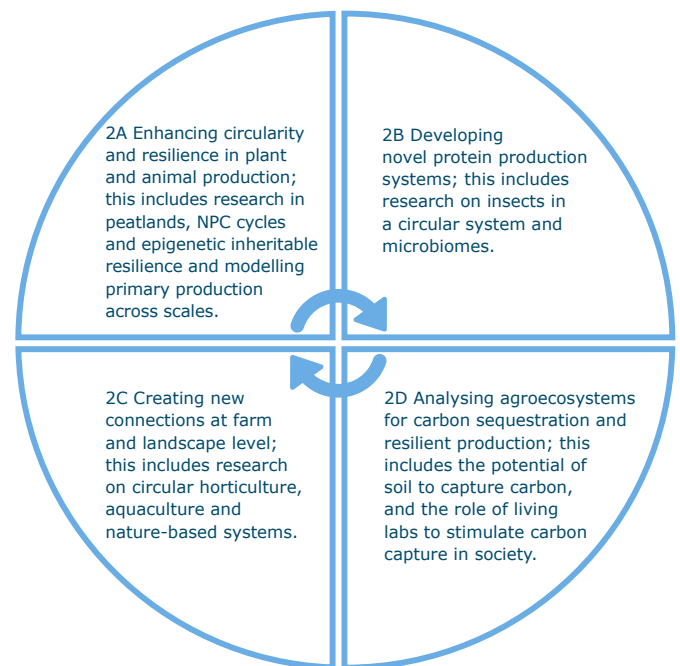 2A Enhancing circularity
and resilience in plant
and animal production;
this includes research in
peatlands, NPC cycles
and epigenetic inheritable
resilience and modelling
primary production
across scales.
2B Developing
novel protein production
systems; this includes
research on insects in
a circular system and
microbiomes.
2C Creating new
connections at farm
and landscape level;
this includes research
on circular horticulture,
aquaculture and
nature-based systems.
2D Analysing agroecosystems
for carbon sequestration and
resilient production; this
includes the potential of
soil to capture carbon,
and the role of living
labs to stimulate carbon
capture in society.